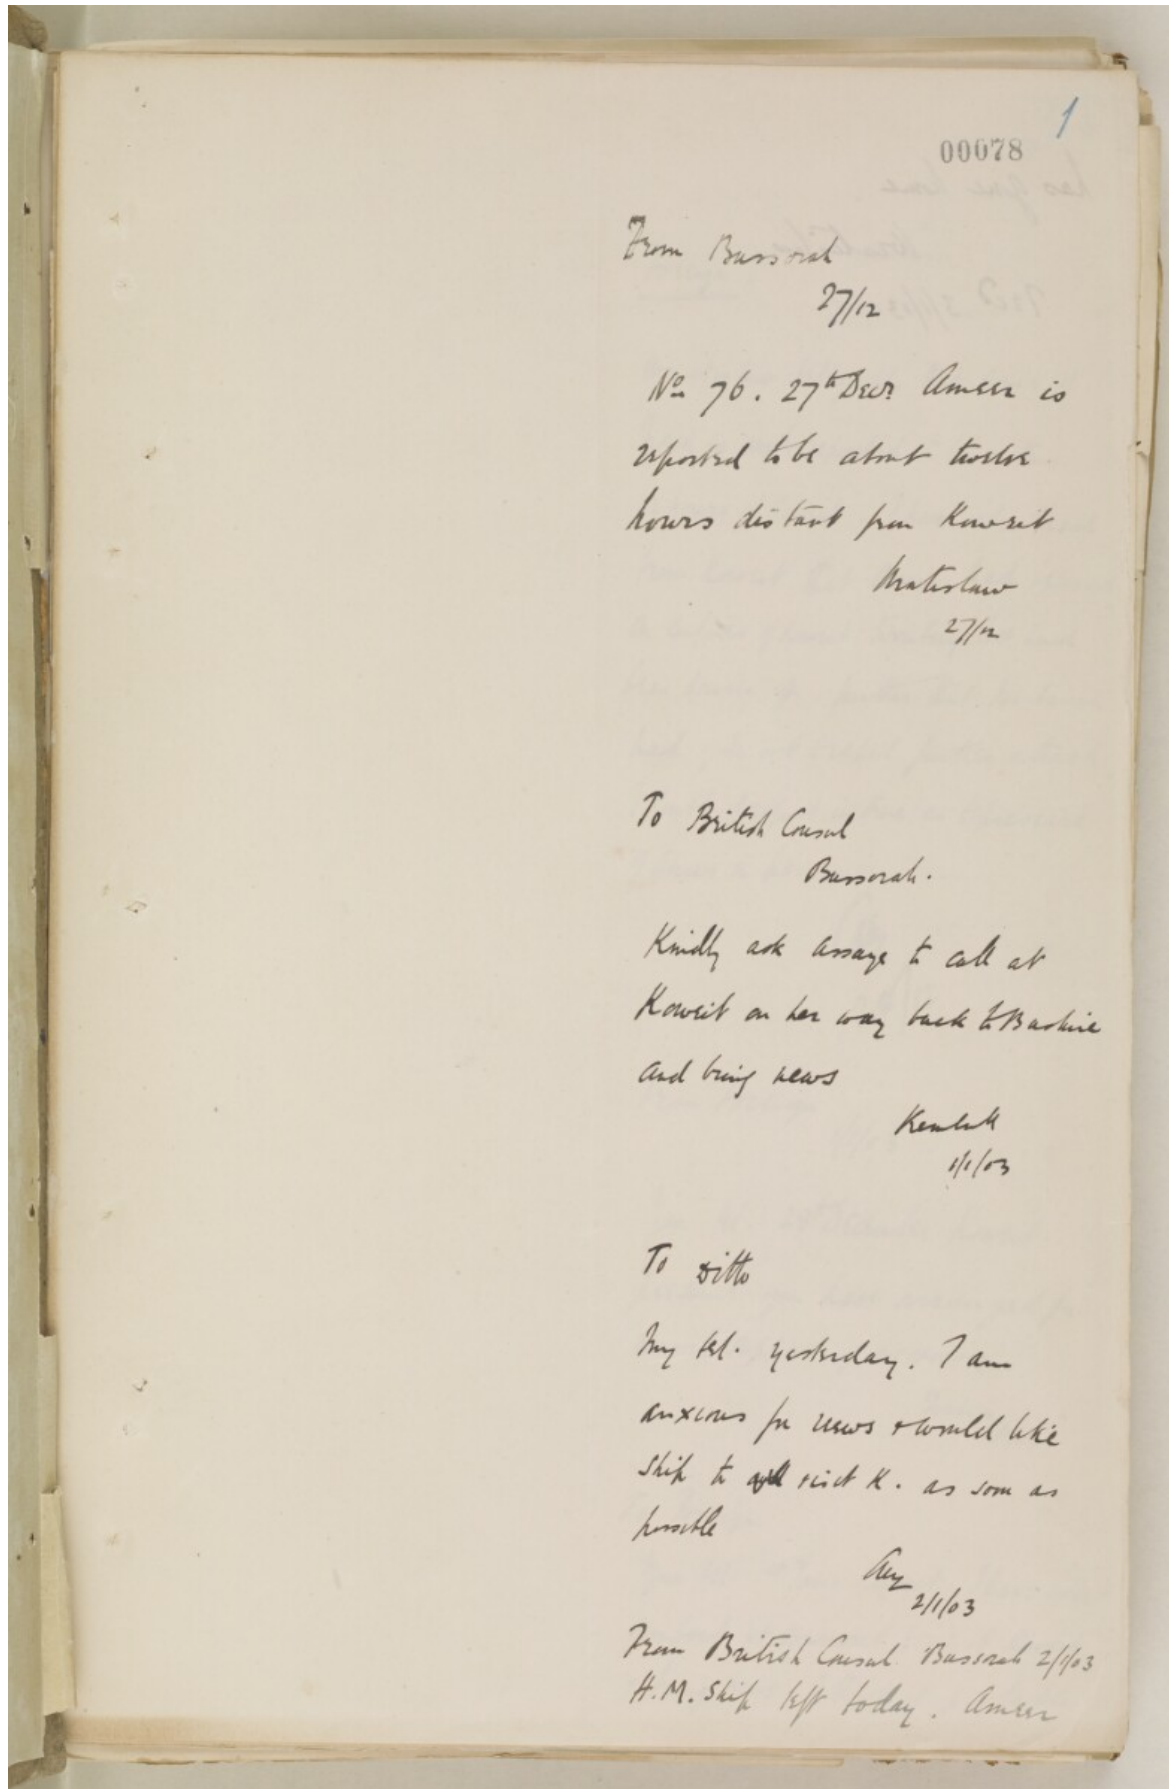 1
00078
From Bussorah
27/12
No 76. 27th Decr. Ameer is
reported to be about twelve
hours distant from Koweit
Wratislaw
27/12
To British Consul
Bussorah.
Kindly ask Assaye to call at
Koweit on her way back to Bushire
and bring news
Kemball
1/1/03
To Ditto
My tel. yesterday. I am
anxious for news & would like
ship to visit K. as soon as
possible
2/1/03
From British Consul Bussorah 2/1/03
H.M. Ship left today. Ameer